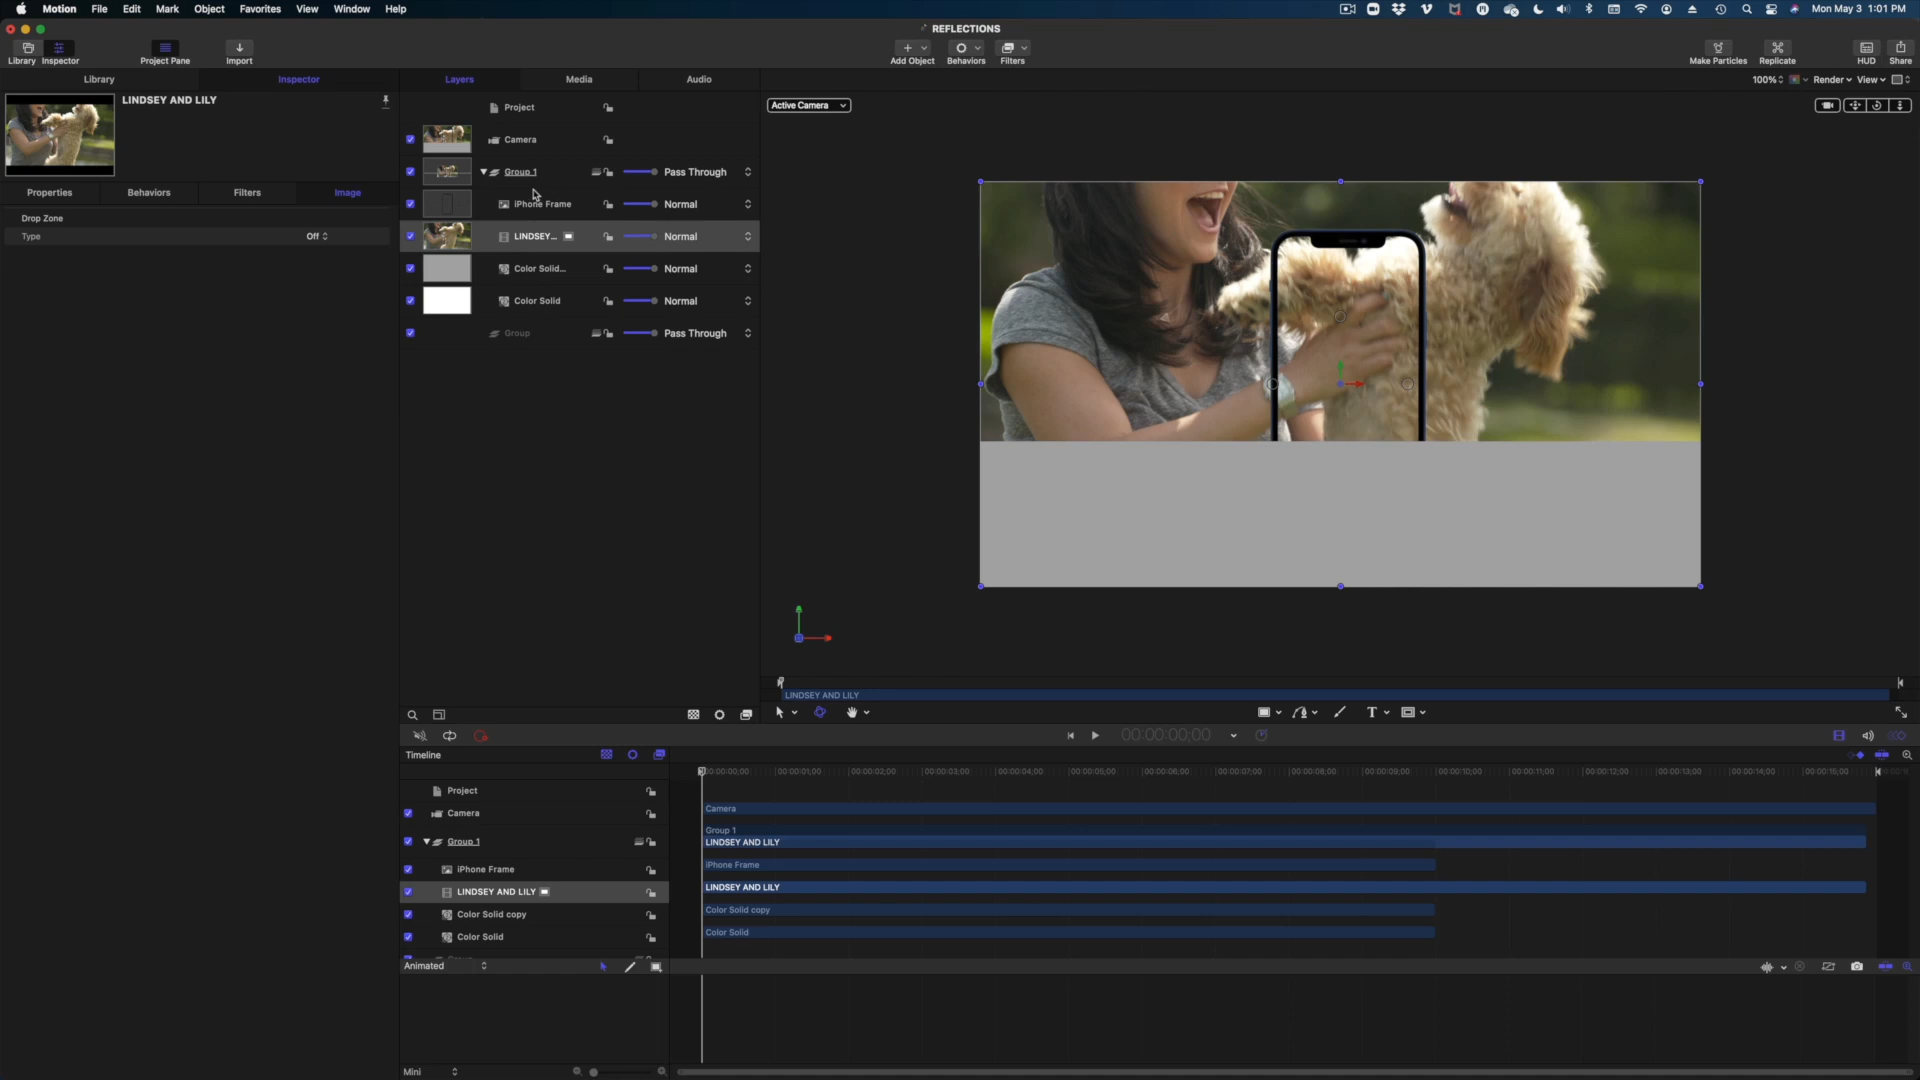 Motion File Edit Mark Object Favorites View Window Help
Mon May 3 1:01 PM
REFLECTIONS
Library Inspector Project Pane Import
Add Object Behaviors Filters
Make Particles Replicate HUD Share
Library Inspector
Layers Media Audio
100% Render View
LINDSEY AND LILY
Active Camera
Project
Camera
Group 1 Pass Through
Properties Behaviors Filters Image
iPhone Frame Normal
Drop Zone
Type Off
LINDSEY... Normal
Color Solid... Normal
Color Solid Normal
Group Pass Through
LINDSEY AND LILY
T
00:00:00;00
Timeline
00:00:00;00 00:00:01;00 00:00:02;00 00:00:03;00 00:00:04;00 00:00:05;00 00:00:06;00 00:00:07;00 00:00:08;00 00:00:09;00 00:00:10;00 00:00:11;00 00:00:12;00 00:00:13;00 00:00:14;00 00:00:15;00
Project
Camera
Camera
Group 1
Group 1
LINDSEY AND LILY
iPhone Frame
iPhone Frame
LINDSEY AND LILY
LINDSEY AND LILY
Color Solid copy
Color Solid copy
Color Solid
Color Solid
Animated
Mini